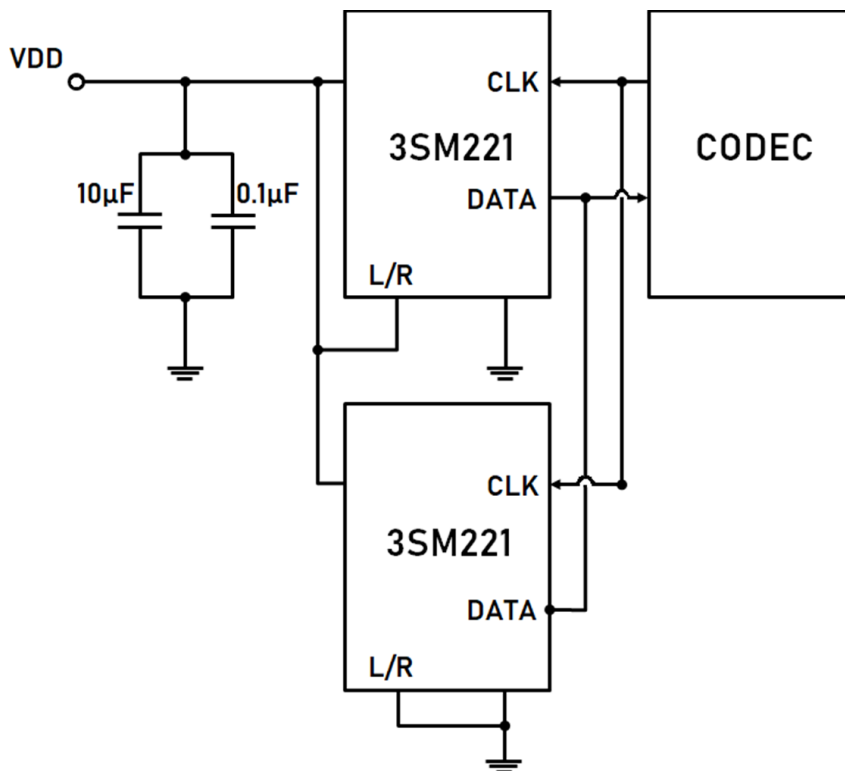 VDD
10µF
0.1µF
CLK
3SM221
DATA
L/R
CODEC
CLK
3SM221
DATA
L/R